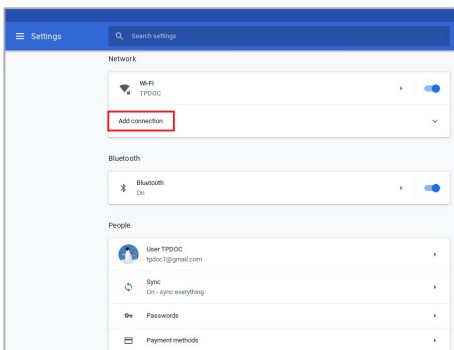 Settings
Search settings
Network
Wi-Fi
TPDOC
Add connection
Bluetooth
Bluetooth
On
People
User TPDOC
tpdoc1@gmail.com
Sync
On - sync everything
Passwords
Payment methods